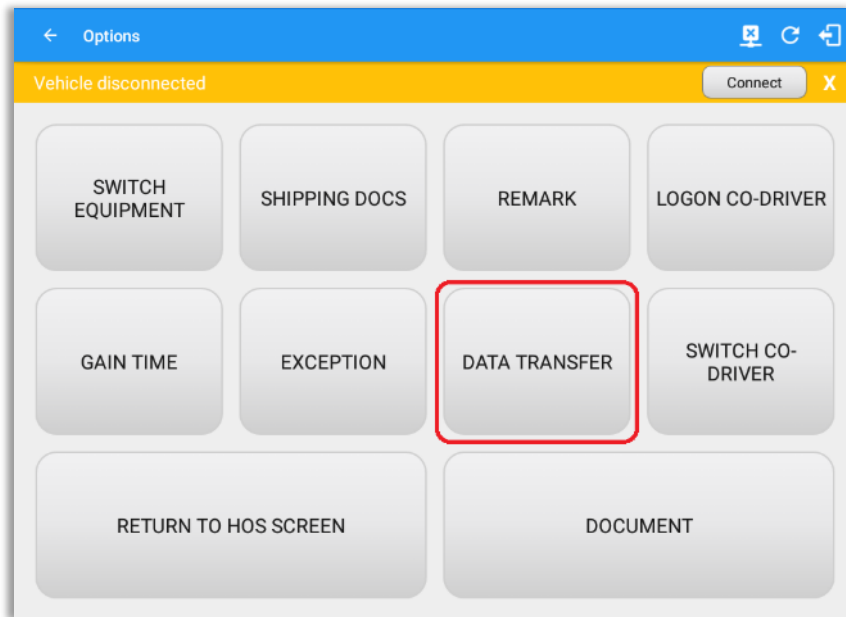 Options
Vehicle disconnected
Connect
X
SWITCH
EQUIPMENT
SHIPPING DOCS
REMARK
LOGON CO-DRIVER
GAIN TIME
EXCEPTION
DATA TRANSFER
SWITCH CO-
DRIVER
RETURN TO HOS SCREEN
DOCUMENT